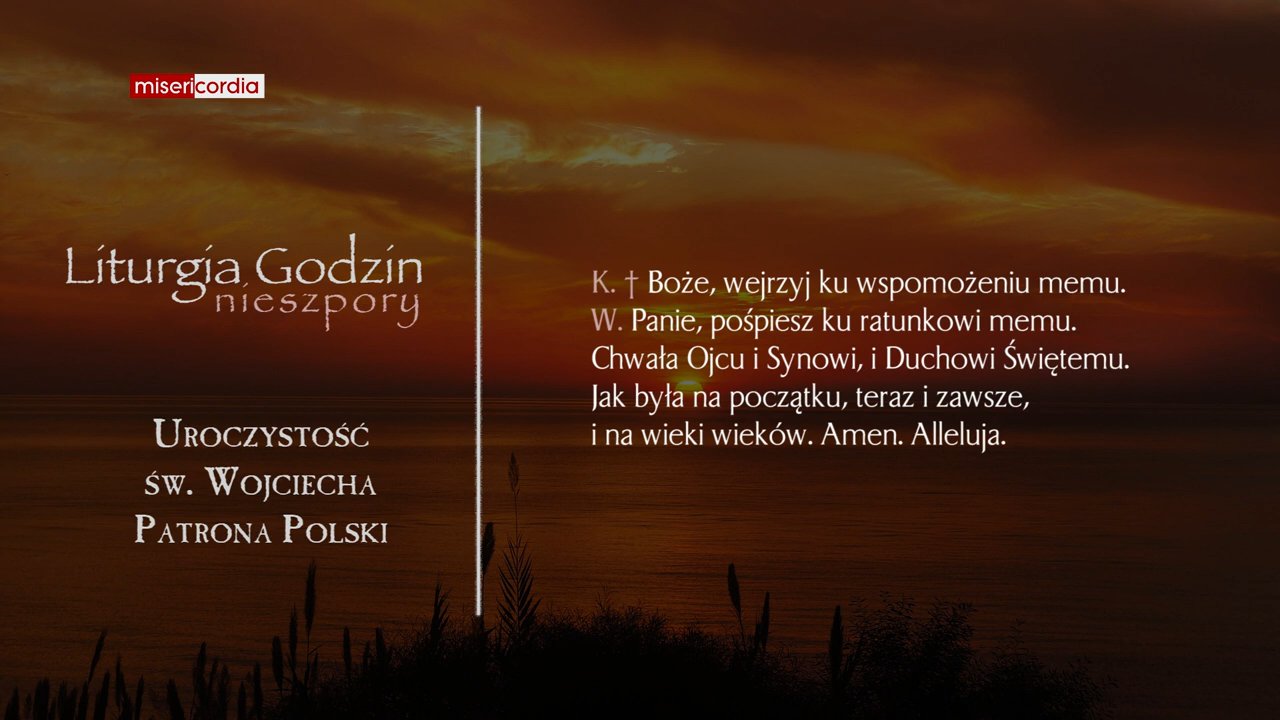 misericordia
Liturgia Godzin
nieszpory
Uroczystość
św. Wojciecha
Patrona Polski
K. † Boże, wejrzyj ku wspomożeniu memu.
W. Panie, pośpiesz ku ratunkowi memu.
Chwała Ojcu i Synowi, i Duchowi Świętemu.
Jak była na początku, teraz i zawsze,
i na wieki wieków. Amen. Alleluja.